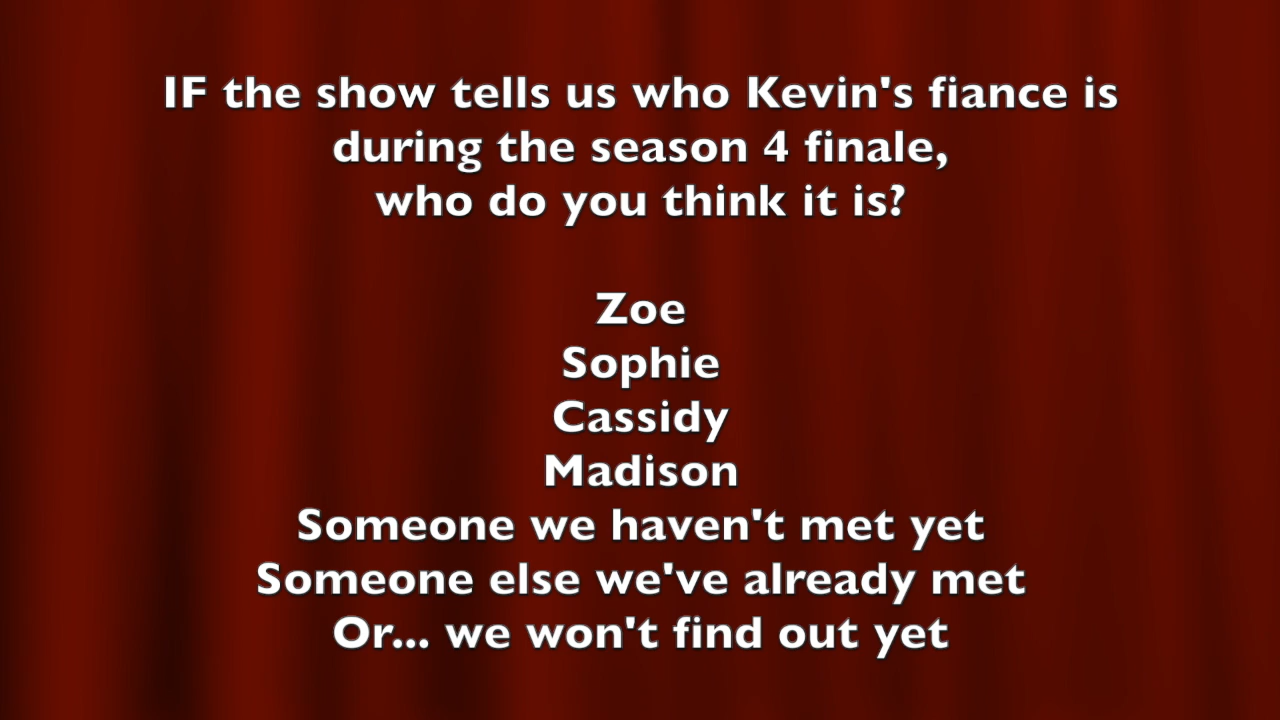 IF the show tells us who Kevin's fiance is
during the season 4 finale,
who do you think it is?
Zoe
Sophie
Cassidy
Madison
Someone we haven't met yet
Someone else we've already met
Or... we won't find out yet